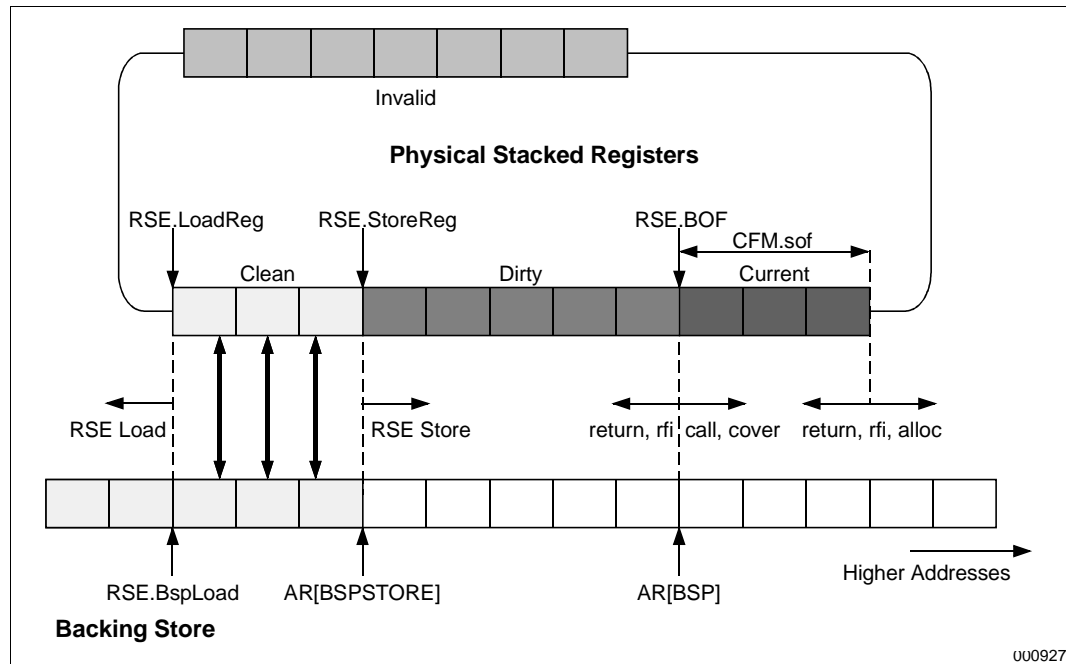 Invalid
Physical Stacked Registers
RSE.LoadReg RSE.StoreReg RSE.BOF
CFM.sof
Clean Dirty Current
RSE Load RSE Store return, rfi call, cover return, rfi, alloc
Higher Addresses
RSE.BspLoad AR[BSPSTORE] AR[BSP]
Backing Store
000927